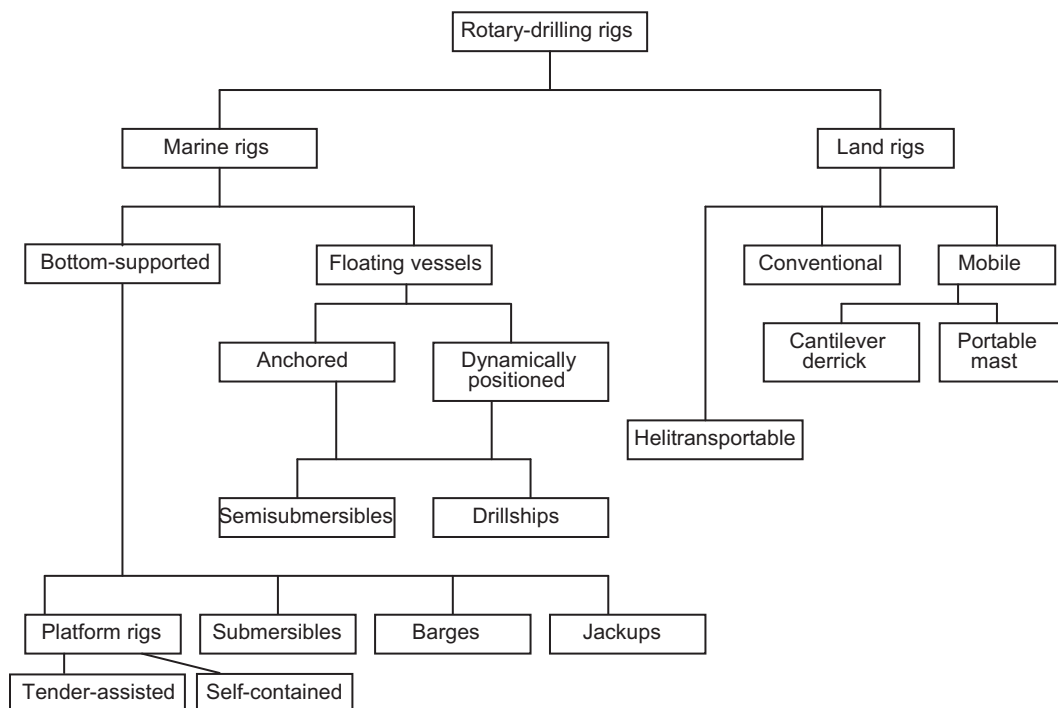 Rotary-drilling rigs
Marine rigs
Land rigs
Bottom-supported
Floating vessels
Conventional
Mobile
Anchored
Dynamically
positioned
Cantilever
derrick
Portable
mast
Helitransportable
Semisubmersibles
Drillships
Platform rigs
Submersibles
Barges
Jackups
Tender-assisted
Self-contained